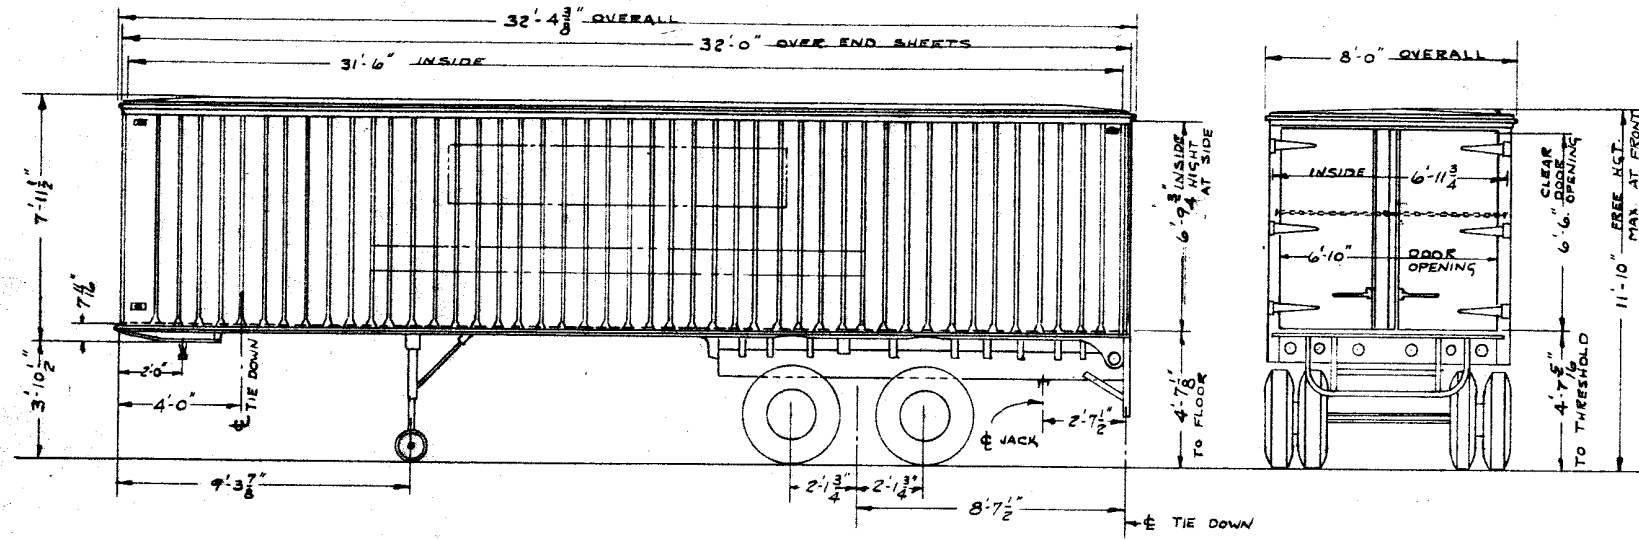 32'-4 3/8" OVERALL
32'-0" OVER END SHEETS
31'-6" INSIDE
8'-0" OVERALL
7'-11 1/2"
7 11/16"
3'-10 1/2"
2'-0"
4'-0"
℄ TIE DOWN
9'-3 7/8"
2'-1 3/4"
2'-1 3/4"
8'-7 1/2"
℄ TIE DOWN
℄ JACK
2'-7 1/2"
6'-9 3/4" INSIDE
HIGHT
AT SIDE
4'-7 1/8"
TO FLOOR
INSIDE 6'-11 3/4"
6'-10" DOOR
OPENING
CLEAR
6'-6" DOOR
OPENING
4'-7 5/16"
TO THRESHOLD
11'-10" FREE HGT.
MAX. AT FRONT